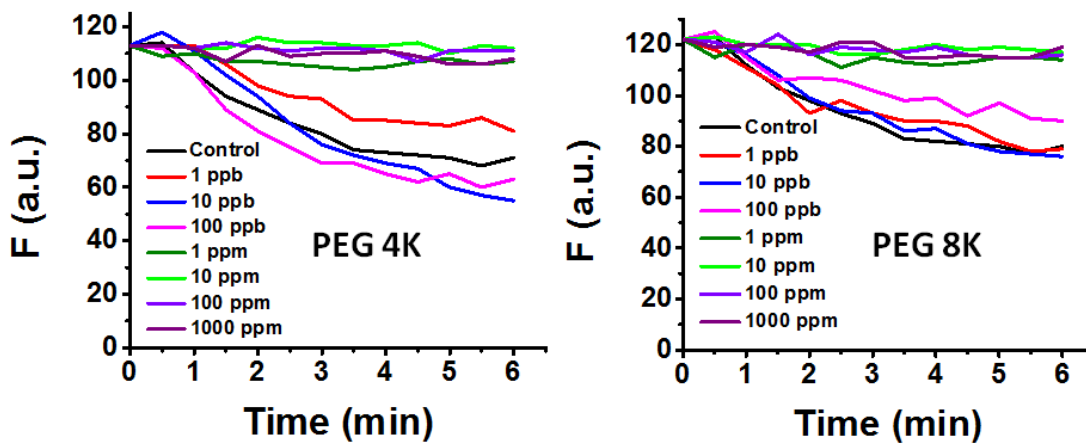 120
100
80
60
40
20
0
F (a.u.)
Control
1 ppb
10 ppb
100 ppb
1 ppm
10 ppm
100 ppm
1000 ppm
PEG 4K
0 1 2 3 4 5 6
Time (min)
120
100
80
60
40
20
0
F (a.u.)
Control
1 ppb
10 ppb
100 ppb
1 ppm
10 ppm
100 ppm
1000 ppm
PEG 8K
0 1 2 3 4 5 6
Time (min)